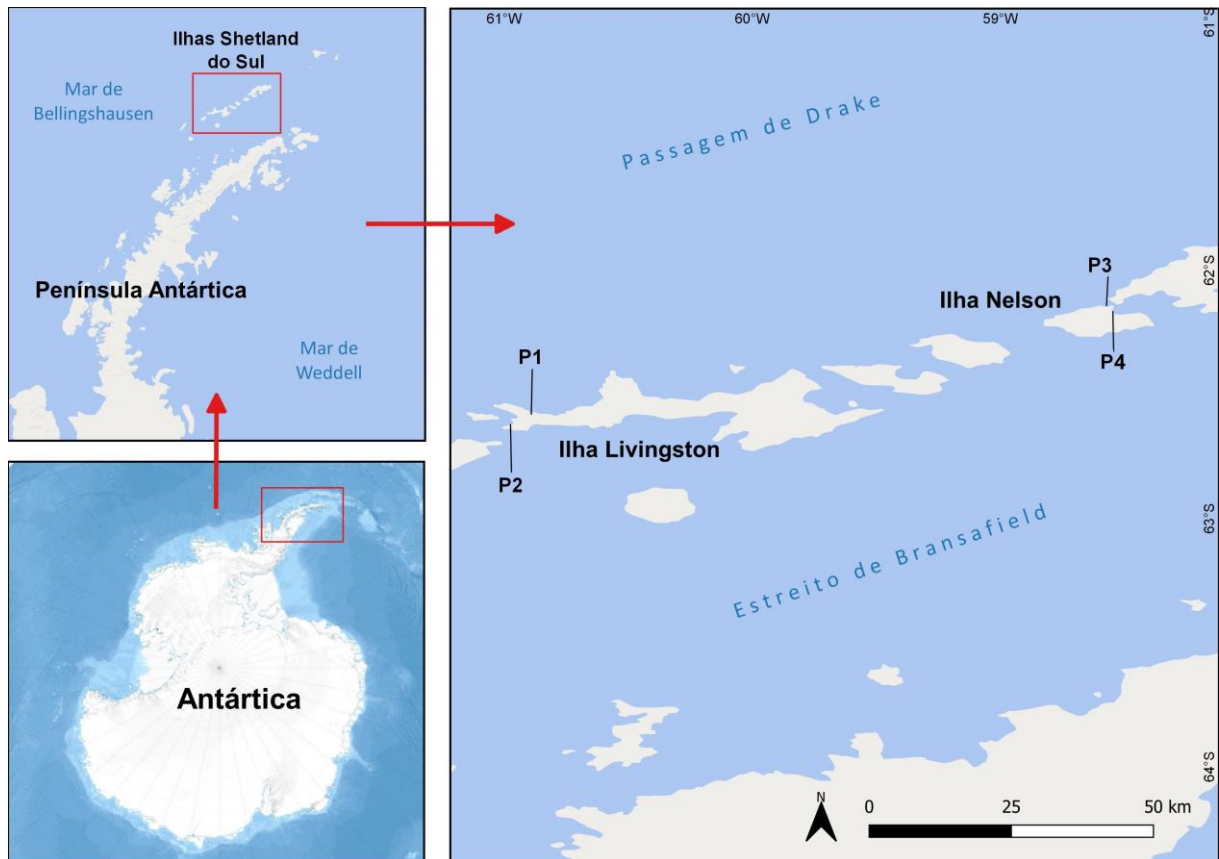 Ilhas Shetland
do Sul
Mar de
Bellingshausen
Península Antártica
Mar de
Weddell
Antártica
61°W
60°W
59°W
61°S
Passagem de Drake
62°S
P3
Ilha Nelson
P4
P1
Ilha Livingston
P2
63°S
Estreito de Bransafield
64°S
N
0
25
50 km